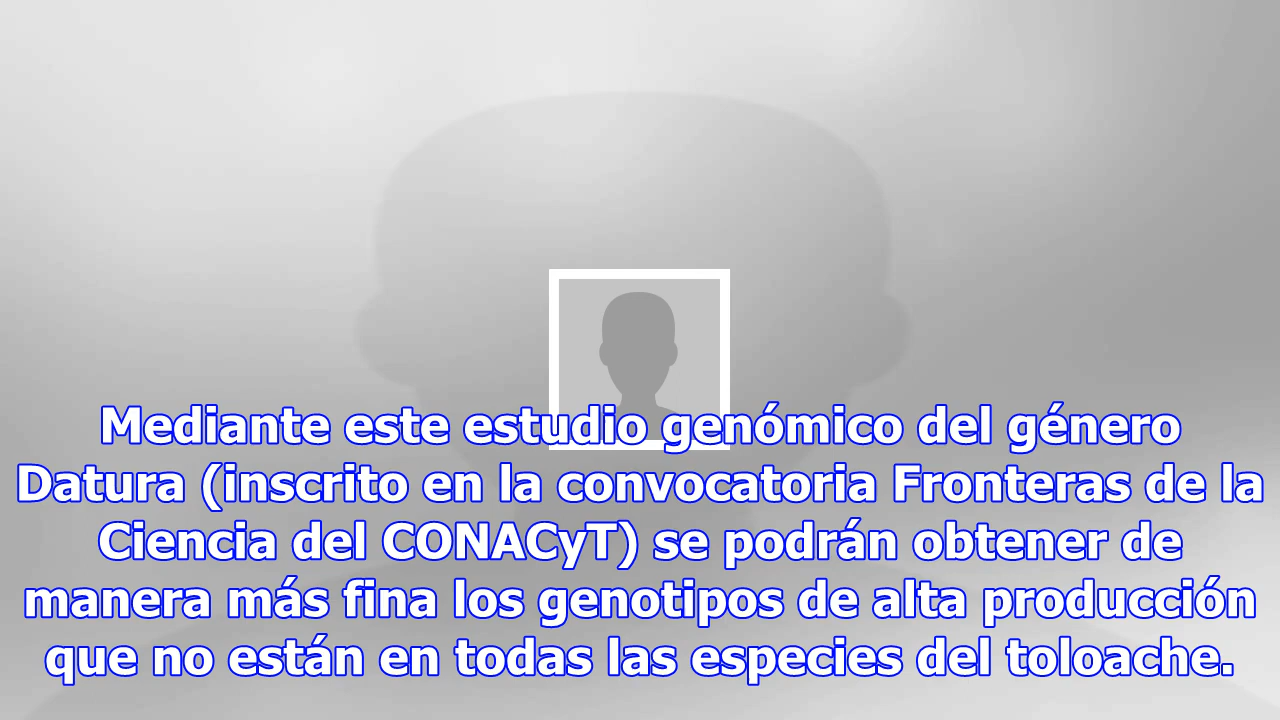 Mediante este estudio genómico del género
Datura (inscrito en la convocatoria Fronteras de la
Ciencia del CONACyT) se podrán obtener de
manera más fina los genotipos de alta producción
que no están en todas las especies del toloache.